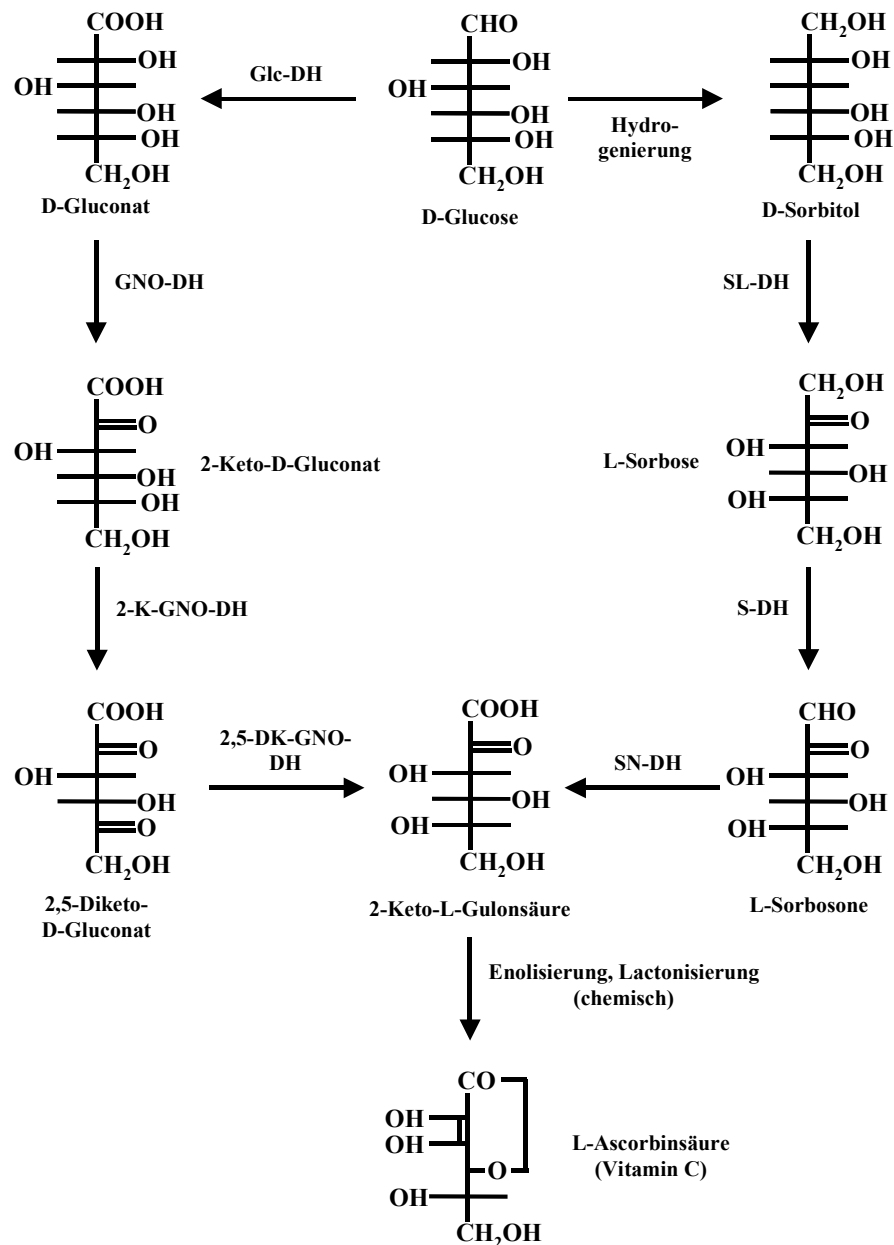 COOH
OH
OH
OH
OH
CH₂OH
D-Gluconat
Glc-DH
CHO
OH
OH
OH
OH
CH₂OH
D-Glucose
Hydro-
genierung
CH₂OH
OH
OH
OH
OH
CH₂OH
D-Sorbitol
GNO-DH
SL-DH
COOH
O
OH
OH
OH
CH₂OH
2-Keto-D-Gluconat
CH₂OH
O
OH
OH
OH
CH₂OH
L-Sorbose
2-K-GNO-DH
S-DH
COOH
O
OH
OH
O
CH₂OH
2,5-Diketo-
D-Gluconat
2,5-DK-GNO-
DH
COOH
O
OH
OH
OH
CH₂OH
2-Keto-L-Gulonsäure
SN-DH
CHO
O
OH
OH
OH
CH₂OH
L-Sorbosone
Enolisierung, Lactonisierung
(chemisch)
CO
OH
OH
O
OH
CH₂OH
L-Ascorbinsäure
(Vitamin C)